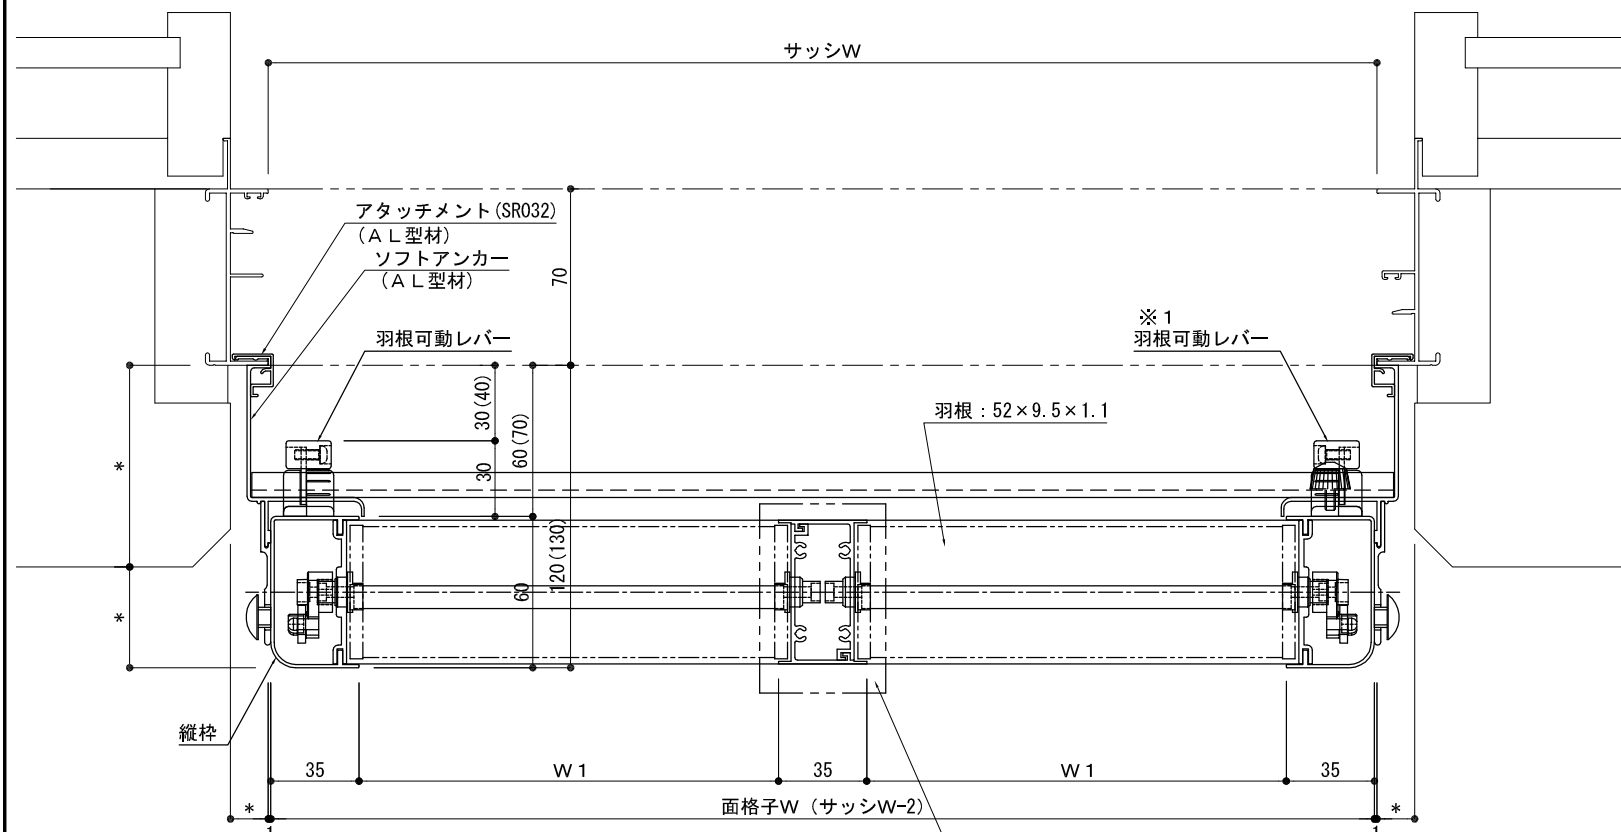 サッシW
アタッチメント(SR032)
(AL型材)
ソフトアンカー
(AL型材)
70
羽根可動レバー
※1
羽根可動レバー
30(40)
60(70)
30
羽根：52×9.5×1.1
*
*
60
120(130)
縦枠
35
W1
35
W1
35
*
面格子W（サッシW-2）
*
1
1